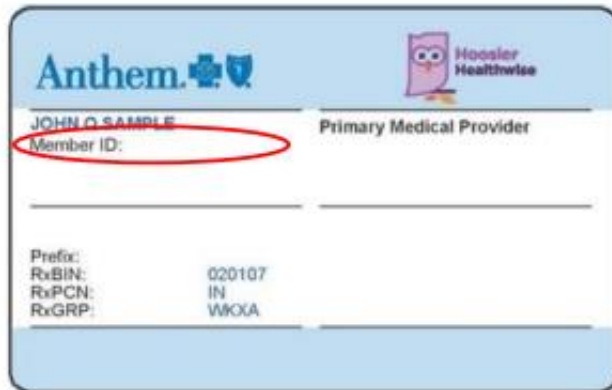 Anthem.
Hoosier
Healthwise
JOHN Q SAMPLE
Member ID:
Primary Medical Provider
Prefix:
RxBIN: 020107
RxPCN: IN
RxGRP: WKXA